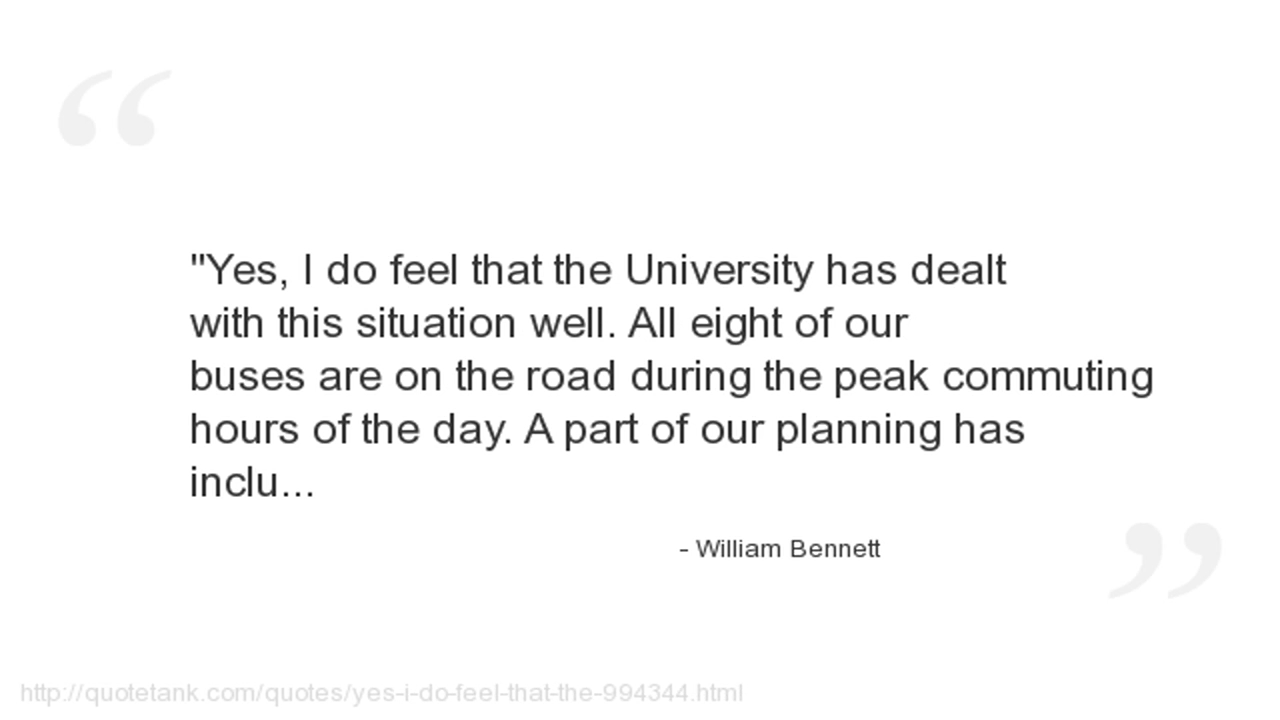 "Yes, I do feel that the University has dealt
with this situation well. All eight of our
buses are on the road during the peak commuting
hours of the day. A part of our planning has
inclu...
- William Bennett
http://quotetank.com/quotes/yes-i-do-feel-that-the-994344.html